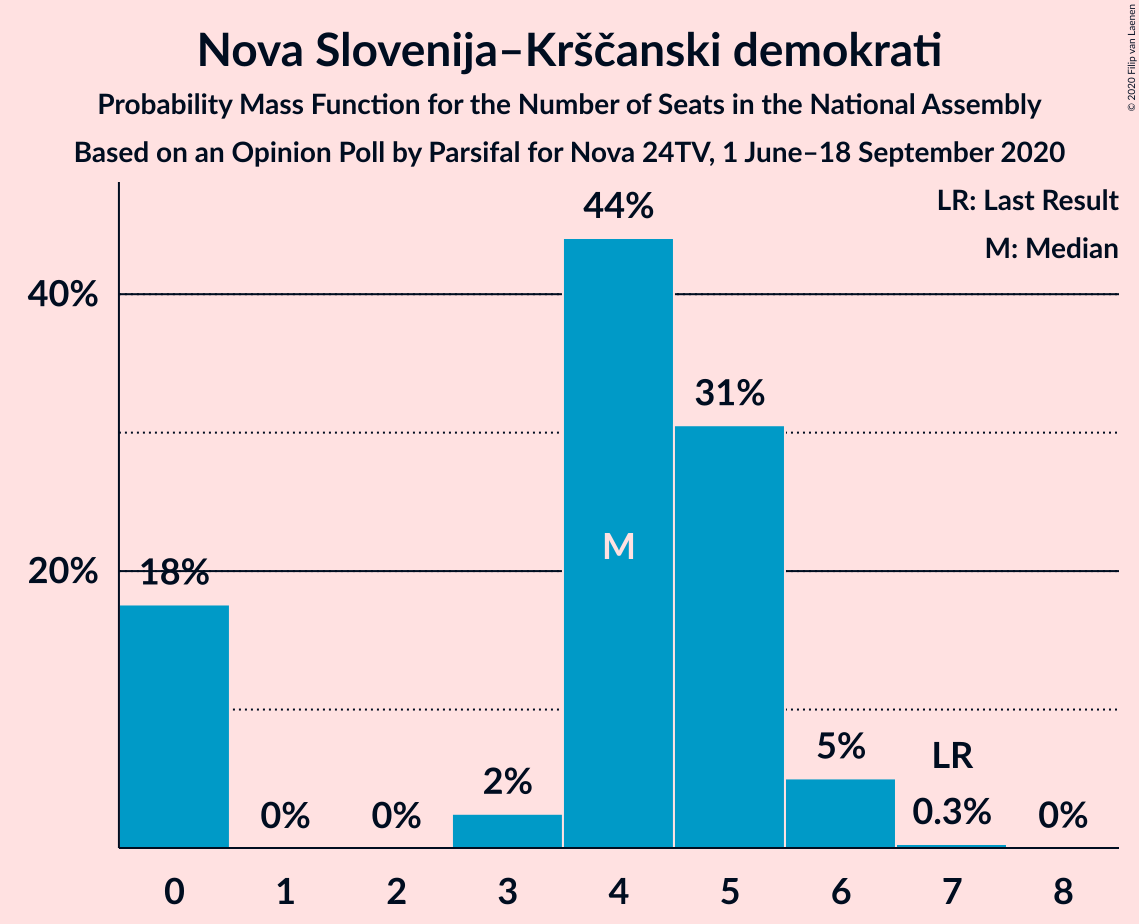 Nova Slovenija–Krščanski demokrati
Probability Mass Function for the Number of Seats in the National Assembly
Based on an Opinion Poll by Parsifal for Nova 24TV, 1 June–18 September 2020
© 2020 Filip van Laenen
LR: Last Result
M: Median
44%
40%
31%
M
20%
18%
5%
LR
2%
0%
0%
0.3%
0%
0 1 2 3 4 5 6 7 8